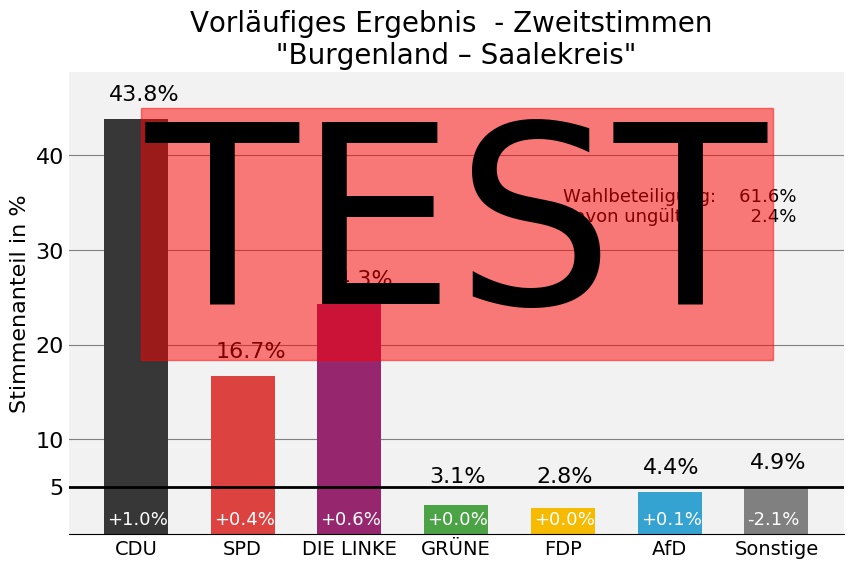 Vorläufiges Ergebnis - Zweitstimmen
"Burgenland – Saalekreis"
Stimmenanteil in %
40
30
20
10
5
TEST
43.8%
16.7%
3%
3.1%
2.8%
4.4%
4.9%
Wahlbeteiligung: 61.6%
2.4%
+1.0%
+0.4%
+0.6%
+0.0%
+0.0%
+0.1%
-2.1%
CDU
SPD
DIE LINKE
GRÜNE
FDP
AfD
Sonstige